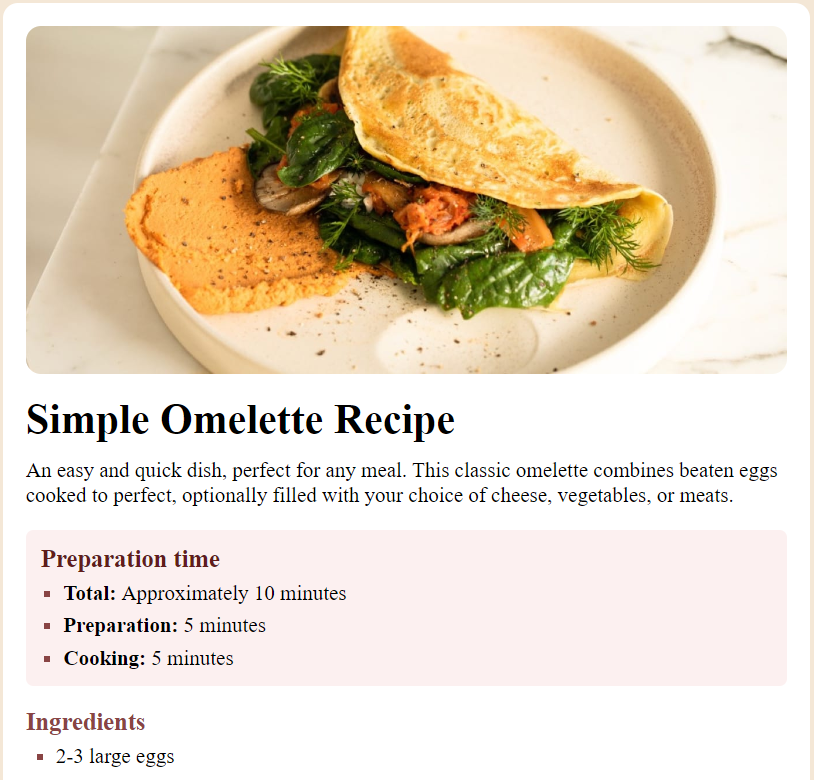 Simple Omelette Recipe
An easy and quick dish, perfect for any meal. This classic omelette combines beaten eggs
cooked to perfect, optionally filled with your choice of cheese, vegetables, or meats.
Preparation time
Total: Approximately 10 minutes
Preparation: 5 minutes
Cooking: 5 minutes
Ingredients
2-3 large eggs